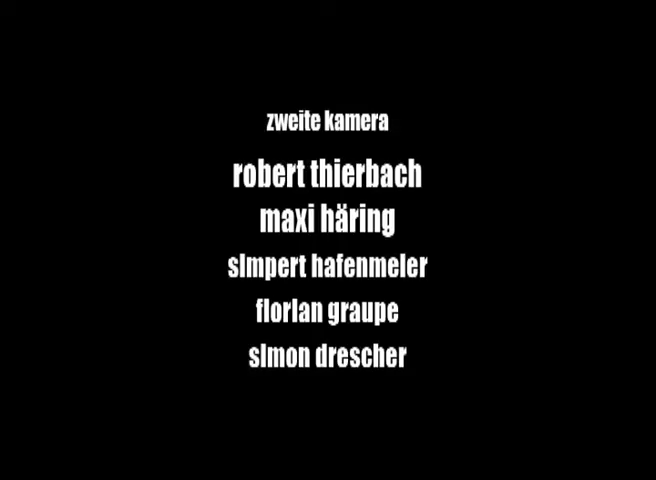 zweite kamera
robert thierbach
maxi häring
simpert hafenmeier
florian graupe
simon drescher